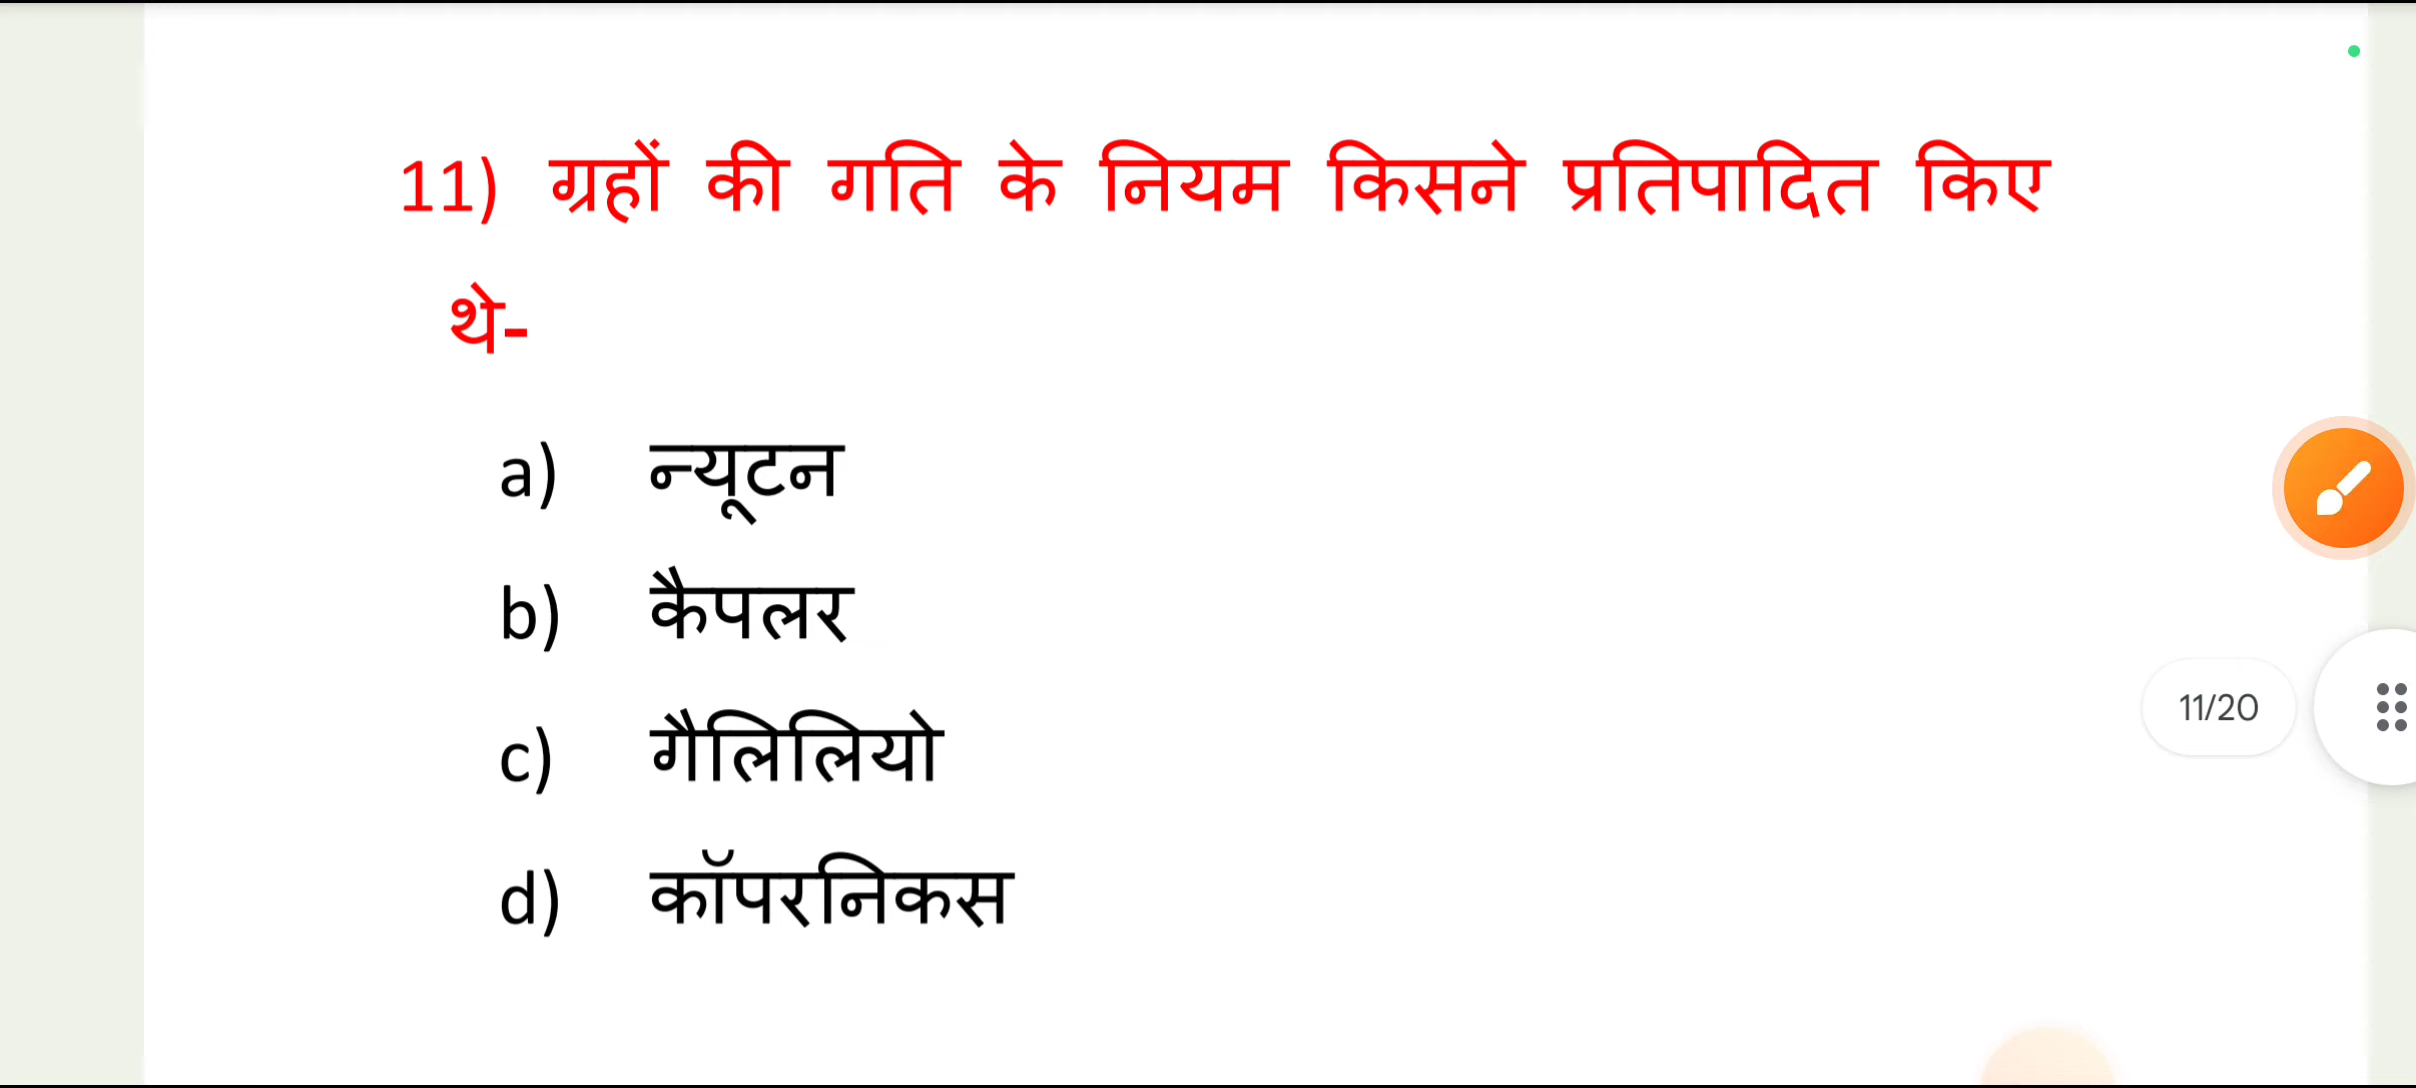 11) ग्रहों की गति के नियम किसने प्रतिपादित किए
थे-
a) न्यूटन
b) कैपलर
c) गैलिलियो
d) कॉपरनिकस
11/20